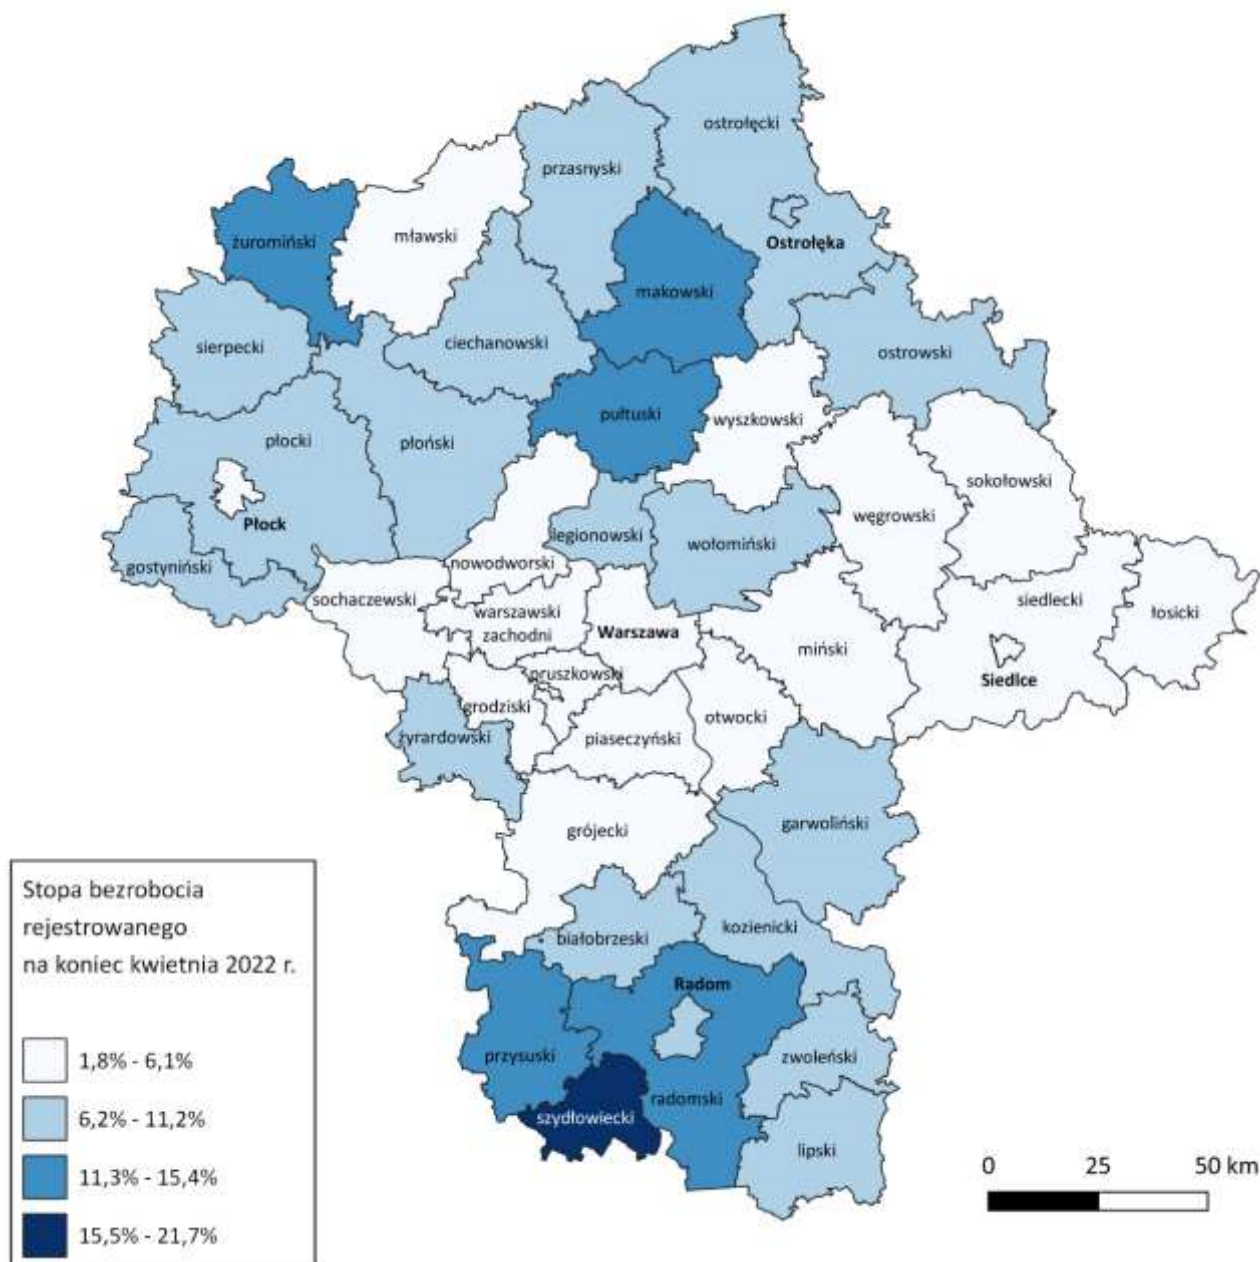 ostrołęcki
przasnyski
żuromiński
mławski
Ostrołęka
makowski
sierpecki
ciechanowski
ostrowski
pułtuski
wyszkowski
płocki
płoński
sokołowski
węgrowski
Płock
legionowski
wołomiński
gostyniński
nowodworski
sochaczewski
warszawski
zachodni
Warszawa
siedlecki
łosicki
miński
pruszkowski
Siedlce
grodziski
otwocki
żyrardowski
piaseczyński
grójecki
garwoliński
białobrzeski
kozienicki
Radom
przysuski
zwoleński
radomski
szydłowiecki
lipski
Stopa bezrobocia
rejestrowanego
na koniec kwietnia 2022 r.
1,8% - 6,1%
6,2% - 11,2%
11,3% - 15,4%
15,5% - 21,7%
0 25 50 km